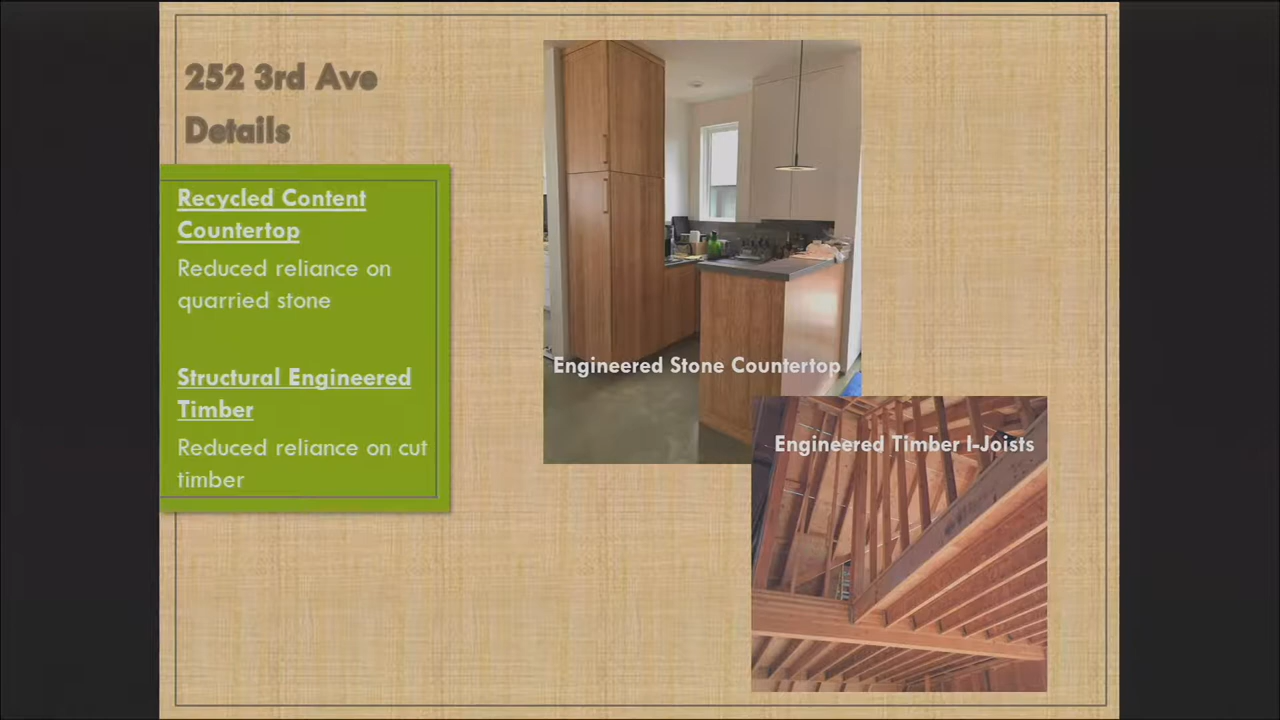 252 3rd Ave
Details
Recycled Content
Countertop
Reduced reliance on
quarried stone
Structural Engineered
Timber
Reduced reliance on cut
timber
Engineered Stone Countertop
Engineered Timber I-Joists